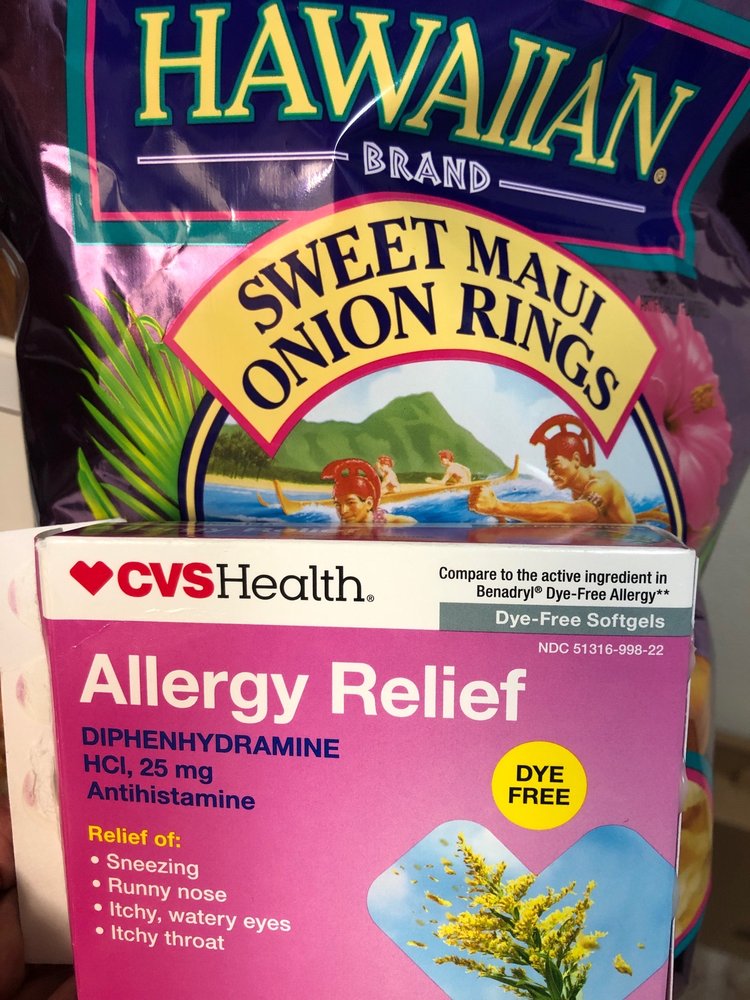 HAWAIIAN®
BRAND
SWEET MAUI
ONION RINGS
CVSHealth®
Compare to the active ingredient in
Benadryl® Dye-Free Allergy**
Dye-Free Softgels
NDC 51316-998-22
Allergy Relief
DIPHENHYDRAMINE
HCl, 25 mg
Antihistamine
DYE
FREE
Relief of:
• Sneezing
• Runny nose
• Itchy, watery eyes
• Itchy throat